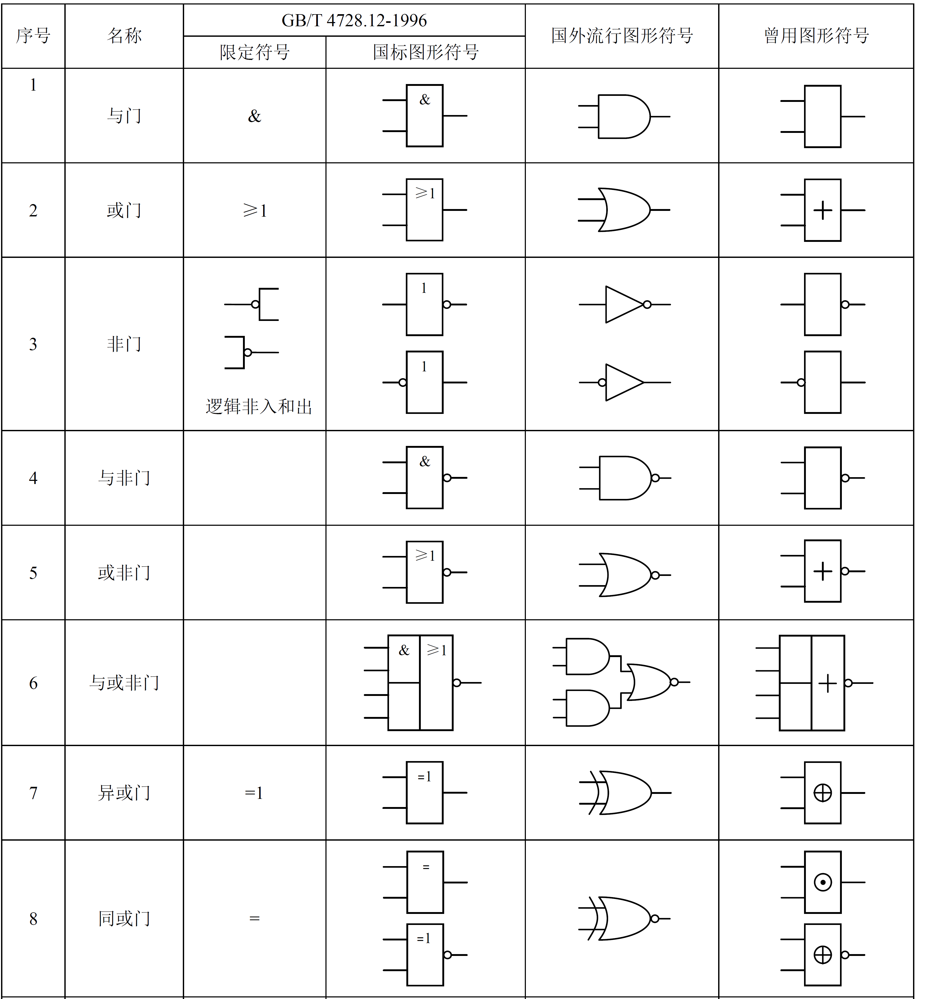 序号 名称 GB/T 4728.12-1996 国外流行图形符号 曾用图形符号
限定符号 国标图形符号
1 与门 & &
2 或门 ≥1 ≥1 +
3 非门 1
1
逻辑非入和出
4 与非门 &
5 或非门 ≥1 +
6 与或非门 & ≥1 +
7 异或门 =1 =1 ⊕
8 同或门 = = ⊙
=1 ⊕